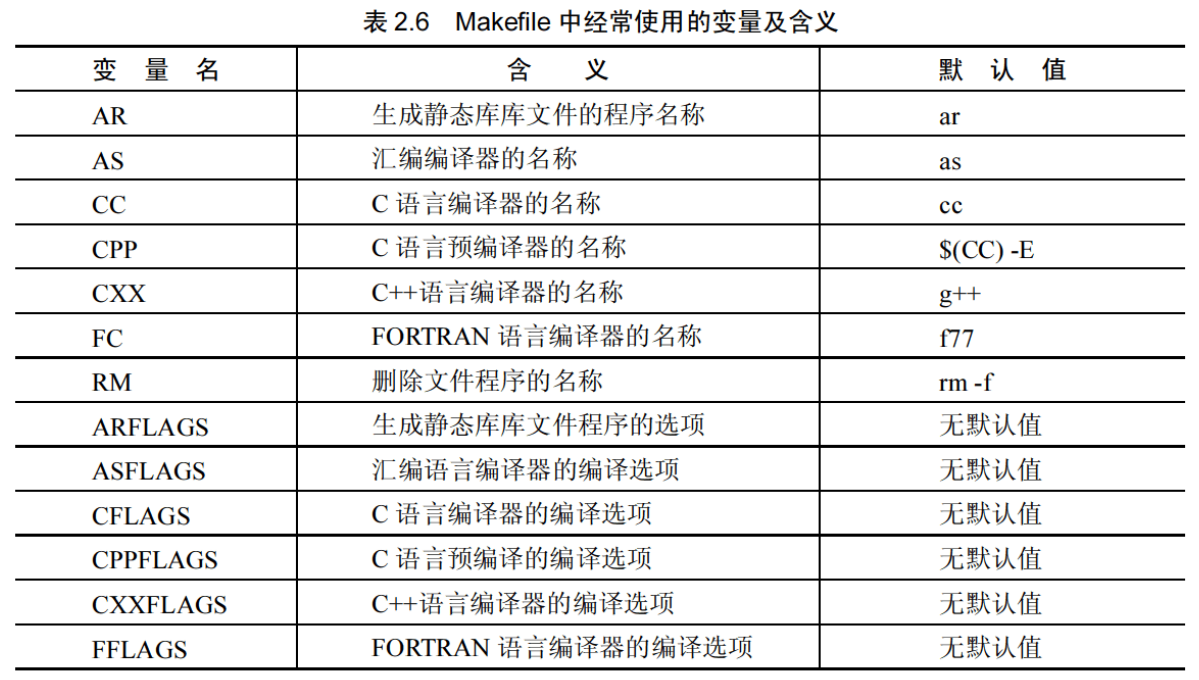 表 2.6 Makefile 中经常使用的变量及含义
变 量 名 含 义 默 认 值
AR 生成静态库库文件的程序名称 ar
AS 汇编编译器的名称 as
CC C 语言编译器的名称 cc
CPP C 语言预编译器的名称 $(CC) -E
CXX C++语言编译器的名称 g++
FC FORTRAN 语言编译器的名称 f77
RM 删除文件程序的名称 rm -f
ARFLAGS 生成静态库库文件程序的选项 无默认值
ASFLAGS 汇编语言编译器的编译选项 无默认值
CFLAGS C 语言编译器的编译选项 无默认值
CPPFLAGS C 语言预编译的编译选项 无默认值
CXXFLAGS C++语言编译器的编译选项 无默认值
FFLAGS FORTRAN 语言编译器的编译选项 无默认值